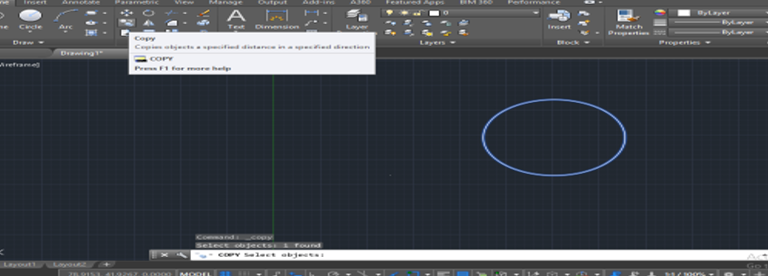 Insert Annotate Parametric View Manage Output Add-ins A360 Featured Apps BIM 360 Performance
Circle Arc Text Dimension Layer Insert Match Properties ByLayer
ByLayer
ByLayer
Draw Layers Block Properties
Drawing1*
Copy
Copies objects a specified distance in a specified direction
COPY
Press F1 for more help
Wireframe]
Command: _copy
Select objects: 1 found
COPY Select objects:
Layout1 Layout2 +
MODEL